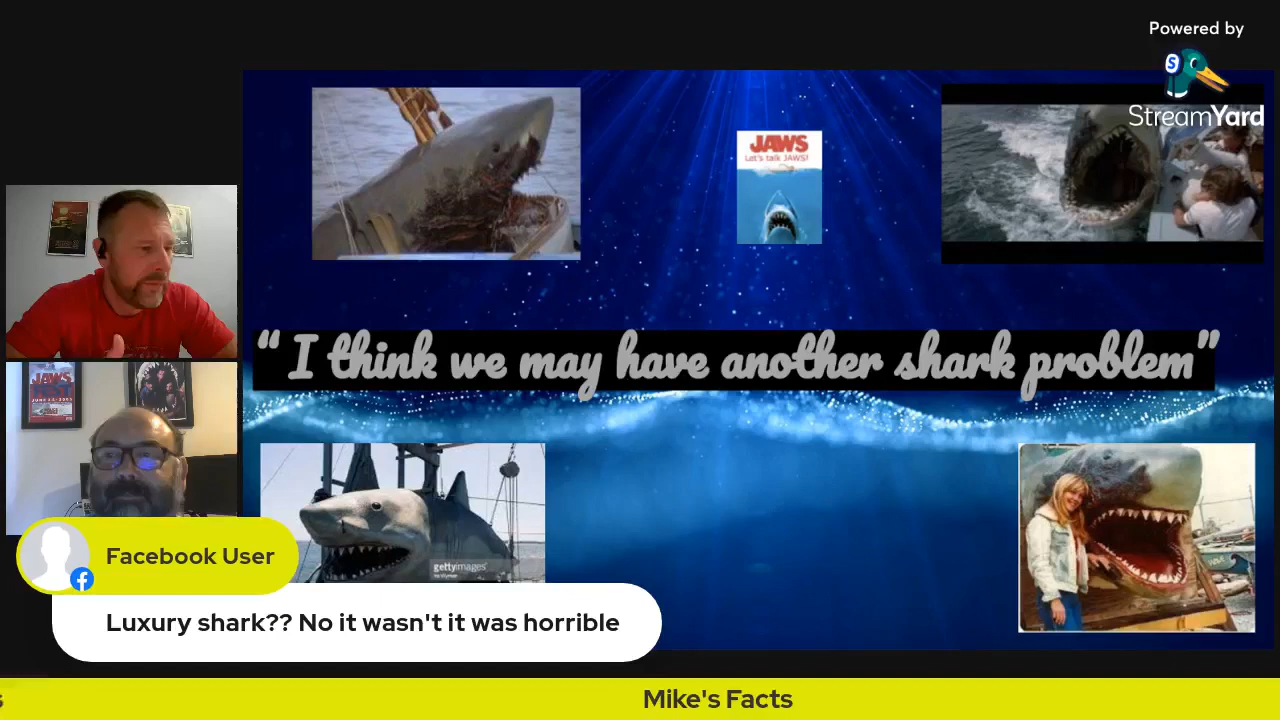 Powered by
StreamYard
JAWS
Let's talk JAWS!
“ I think we may have another shark problem”
JAWS
gettyimages
Facebook User
Luxury shark?? No it wasn't it was horrible
Mike's Facts